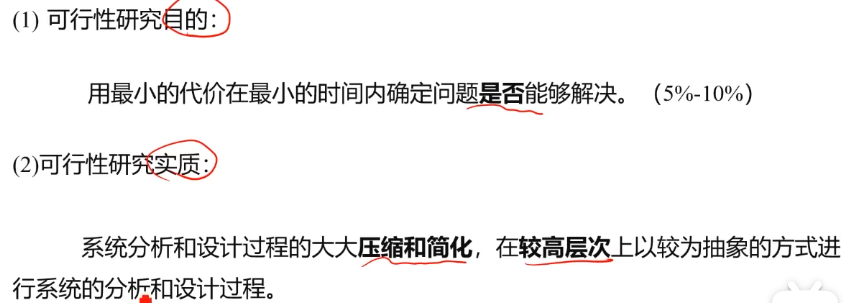 (1) 可行性研究目的：
用最小的代价在最小的时间内确定问题是否能够解决。（5%-10%）
(2)可行性研究实质：
系统分析和设计过程的大大压缩和简化，在较高层次上以较为抽象的方式进
行系统的分析和设计过程。